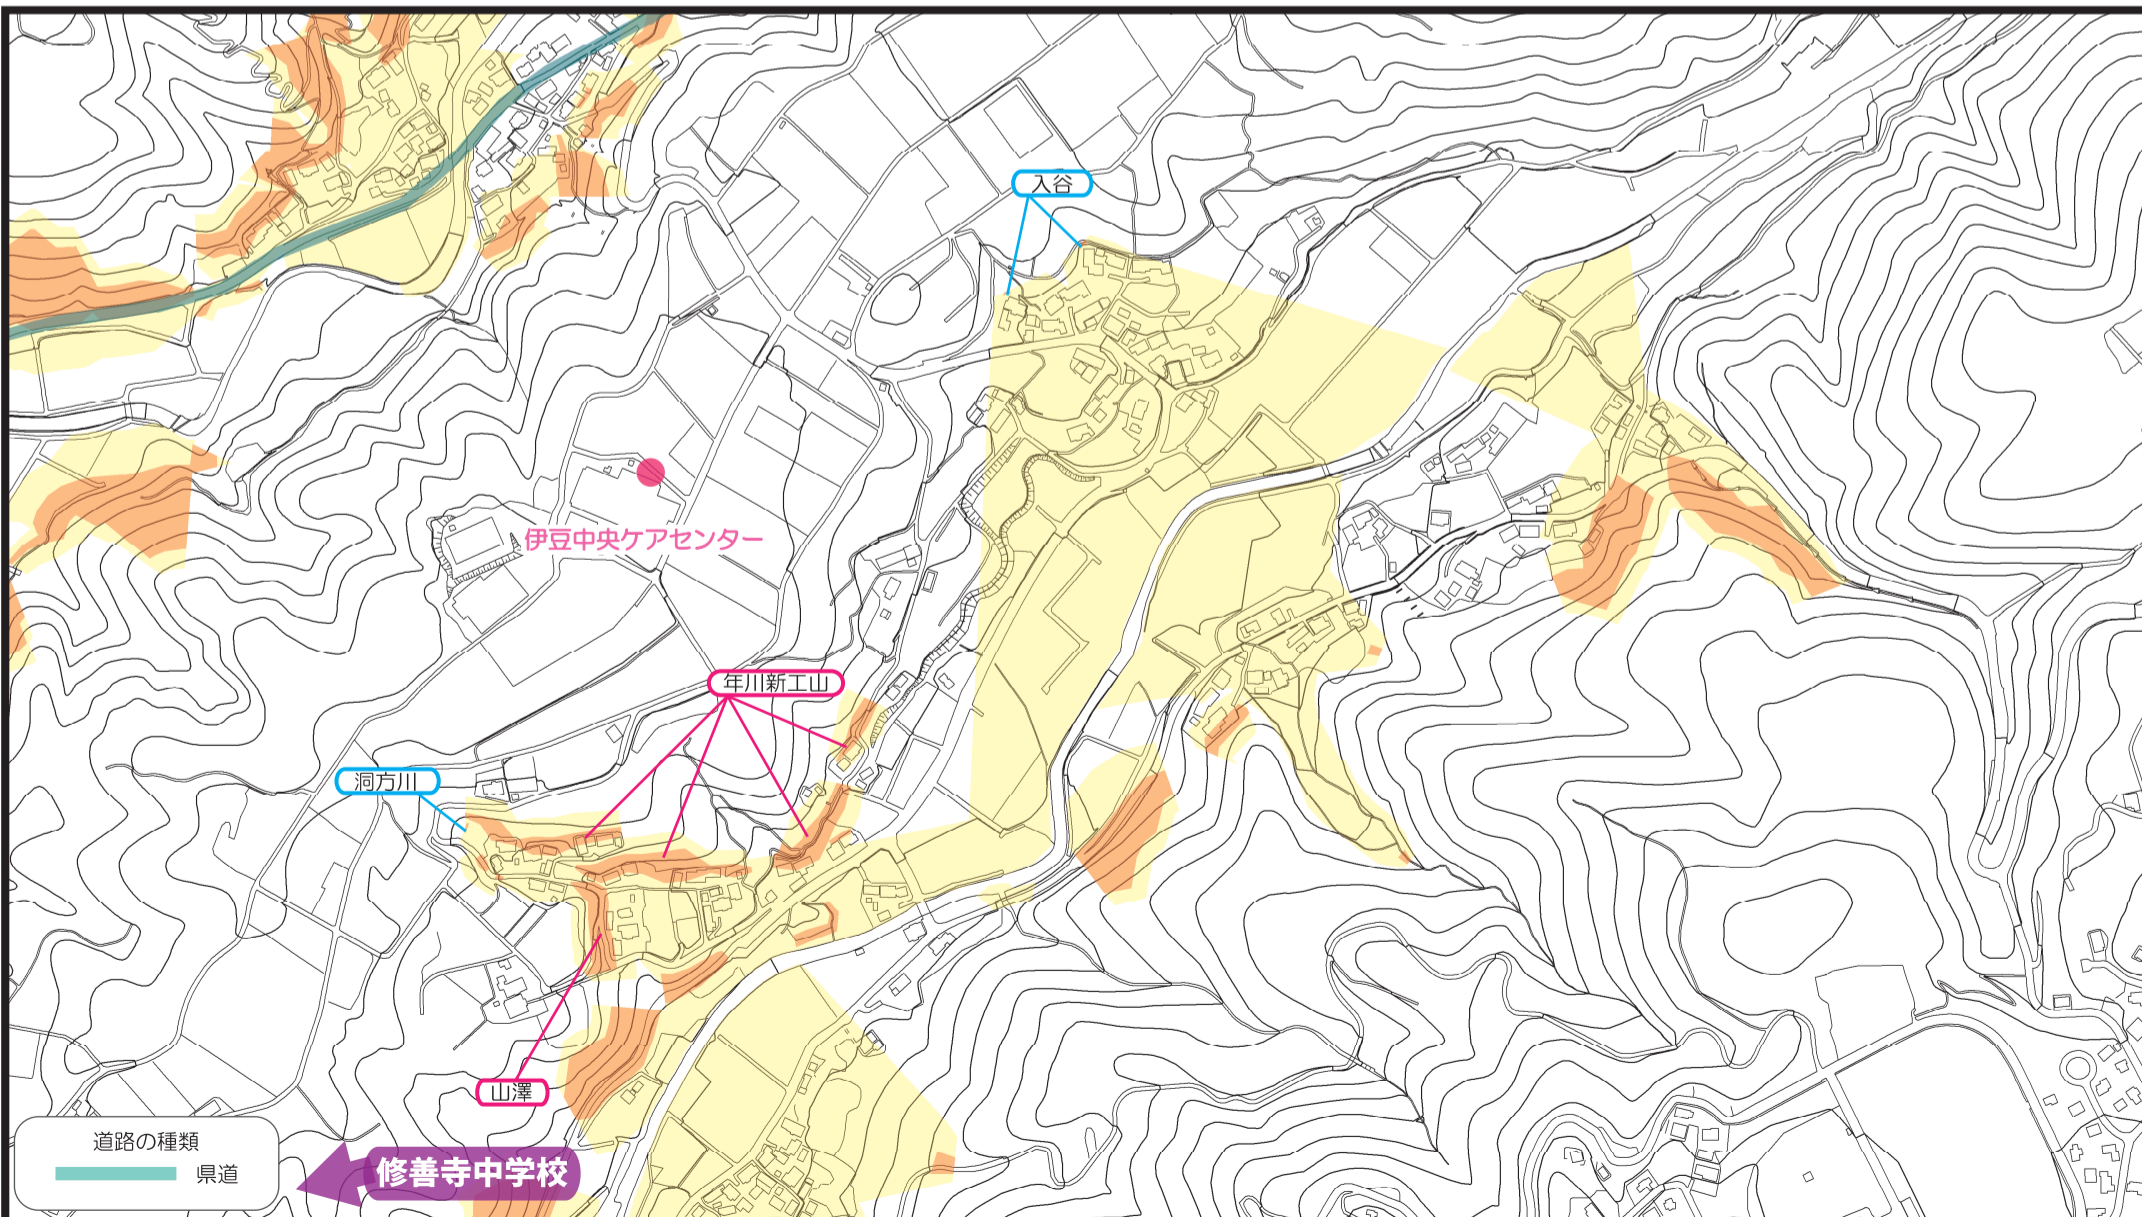 入谷
伊豆中央ケアセンター
年川新工山
洞方川
山澤
道路の種類
県道
修善寺中学校